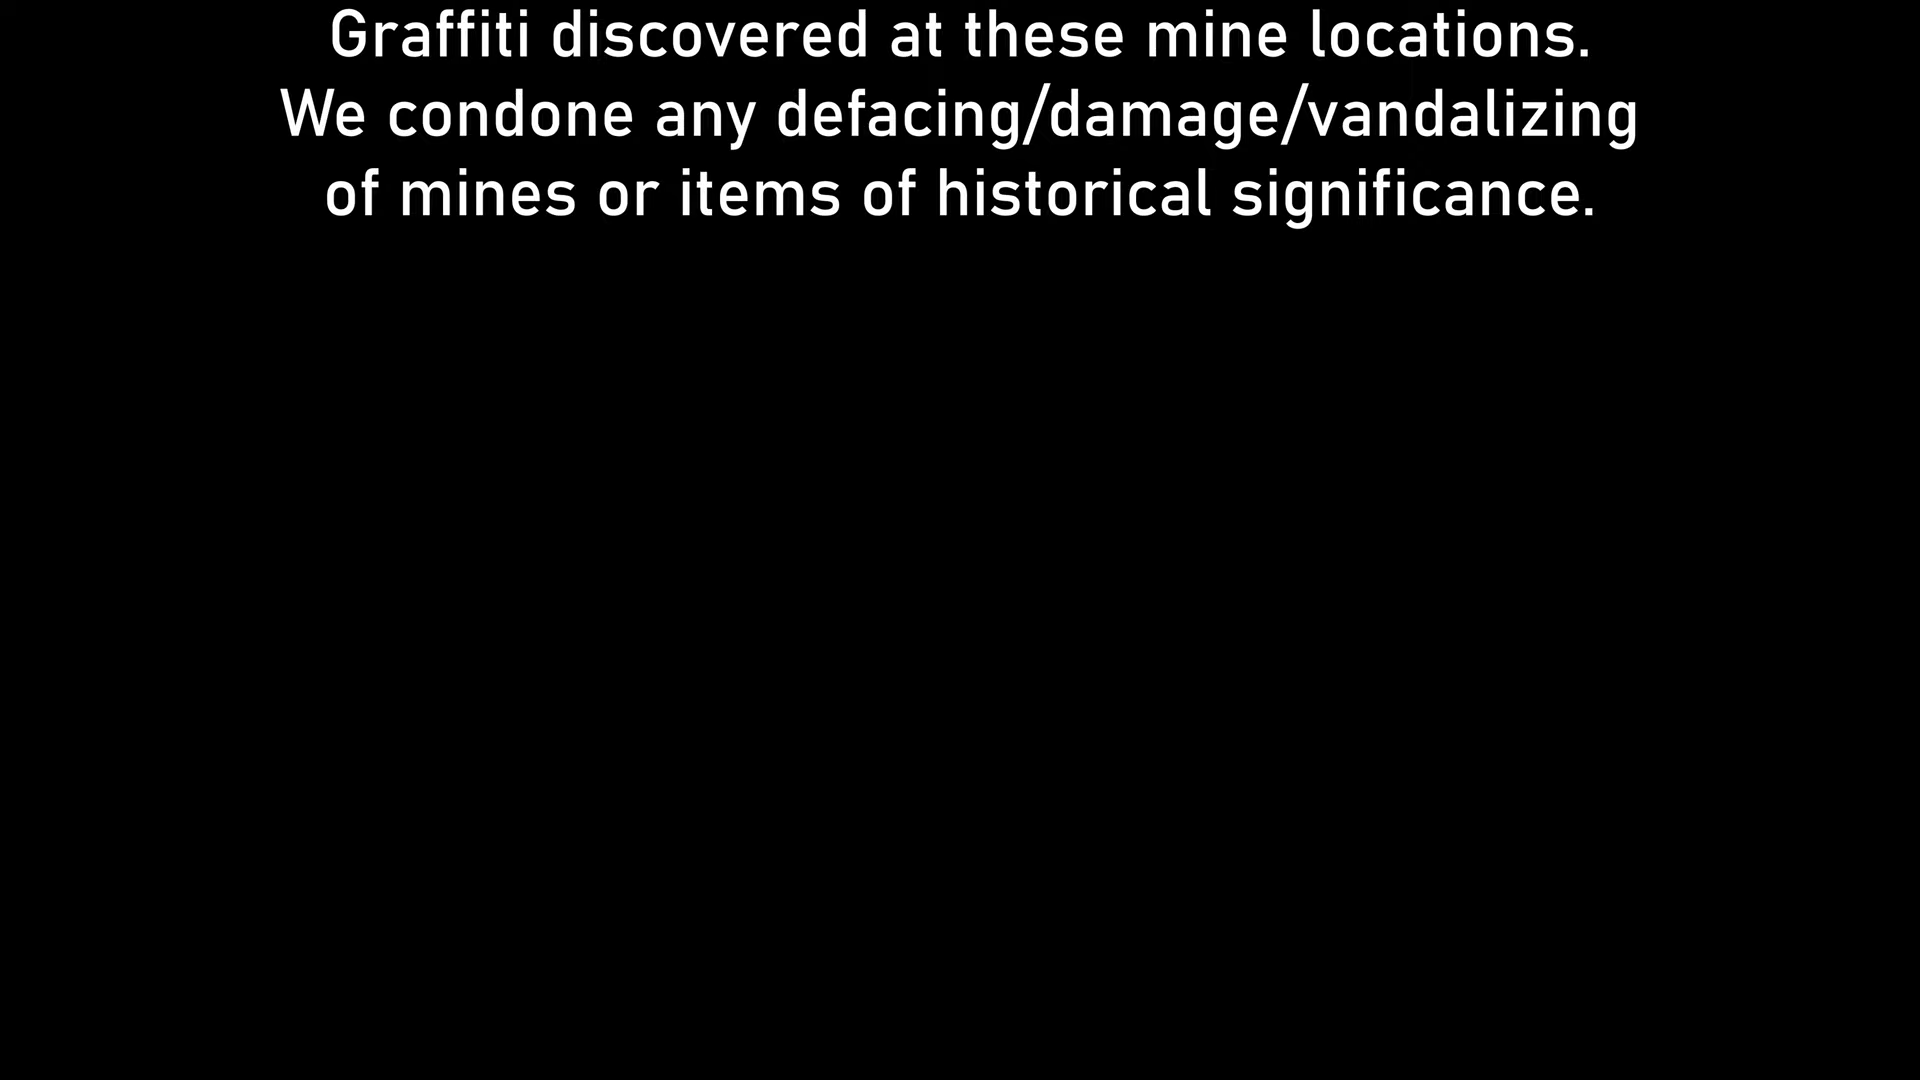 Graffiti discovered at these mine locations.
We condone any defacing/damage/vandalizing
of mines or items of historical significance.